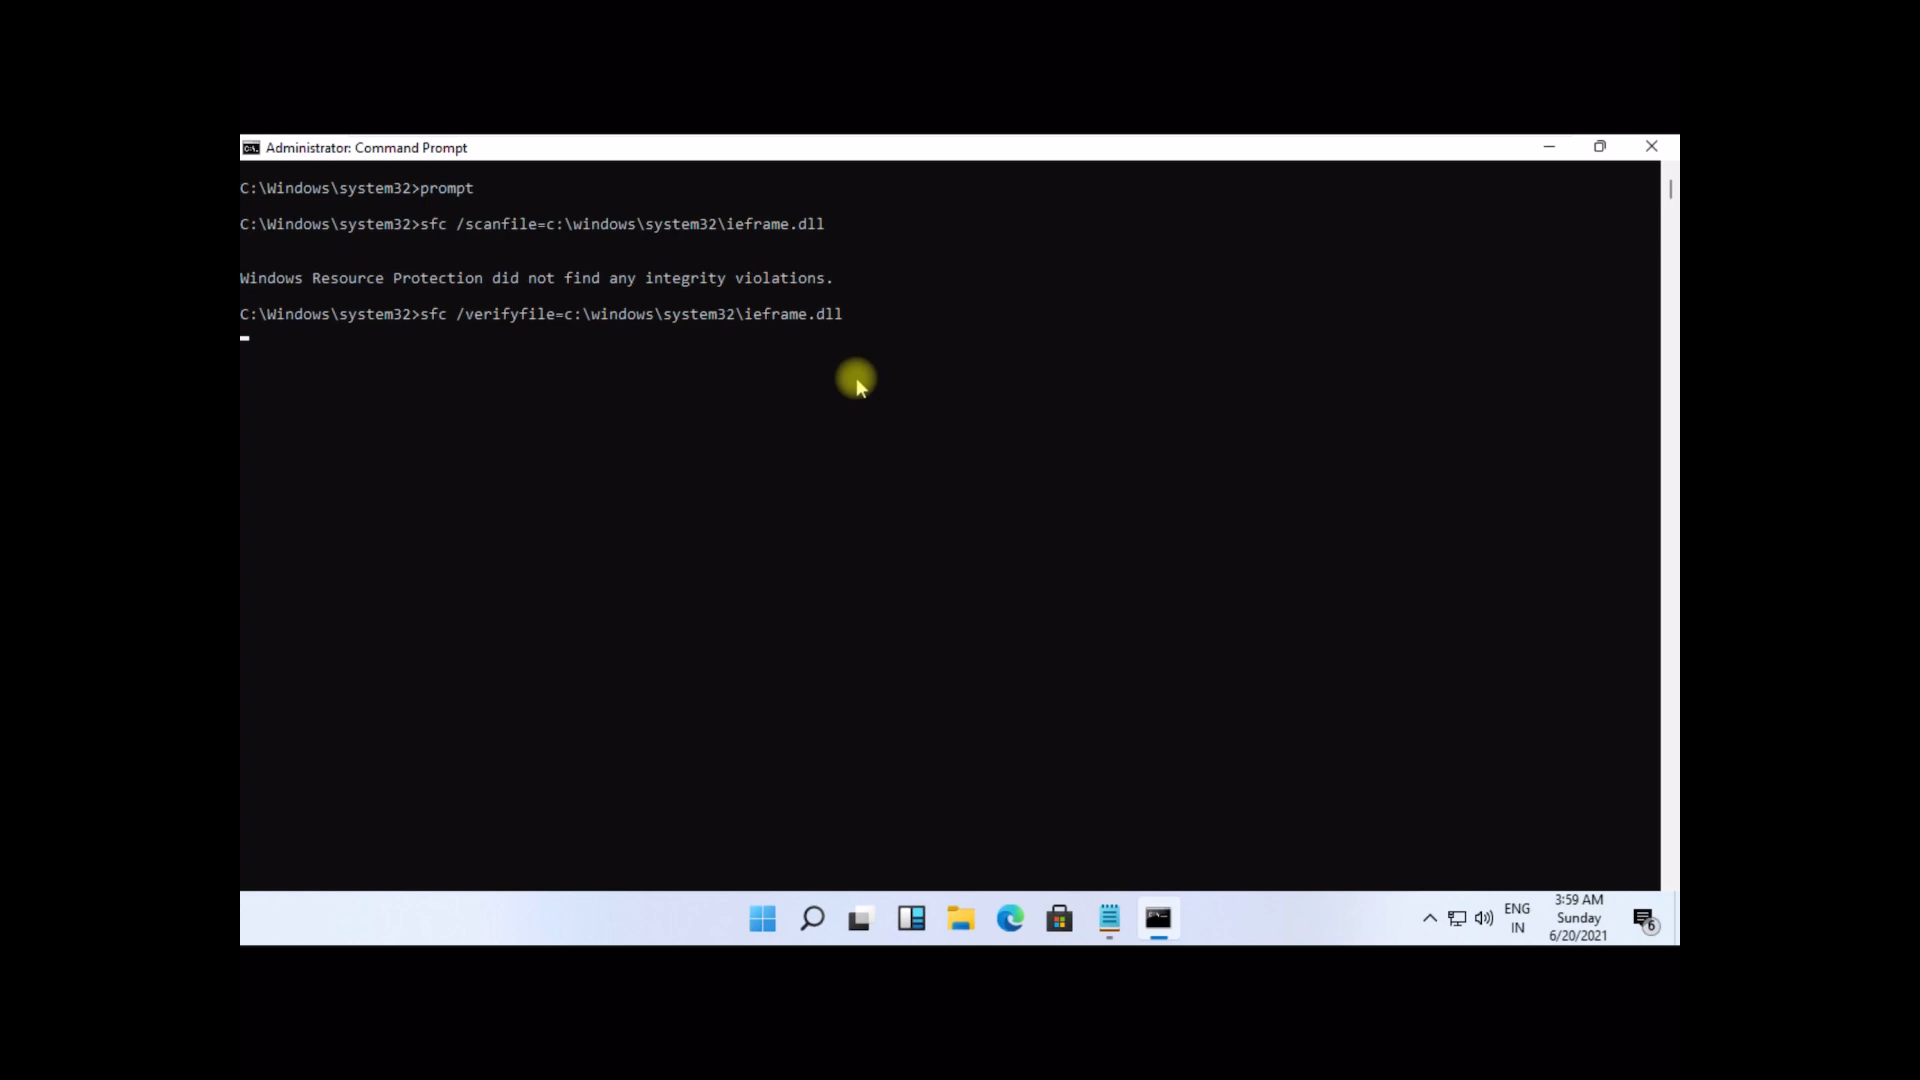 Administrator: Command Prompt
C:\Windows\system32>prompt
C:\Windows\system32>sfc /scanfile=c:\windows\system32\ieframe.dll
Windows Resource Protection did not find any integrity violations.
C:\Windows\system32>sfc /verifyfile=c:\windows\system32\ieframe.dll
ENG
IN
3:59 AM
Sunday
6/20/2021
6